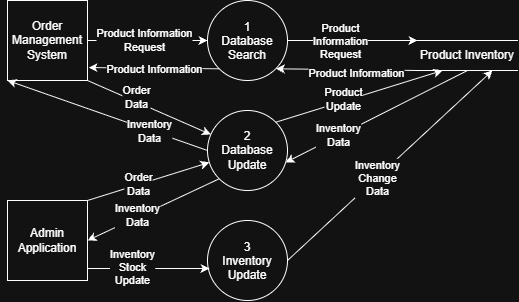 Order
Management
System
Product Information
Request
1
Database
Search
Product
Information
Request
Product Inventory
Product Information
Product Information
Order
Data
Product
Update
Inventory
Data
2
Database
Update
Inventory
Data
Order
Data
Inventory
Change
Data
Admin
Application
Inventory
Data
3
Inventory
Update
Inventory
Stock
Update